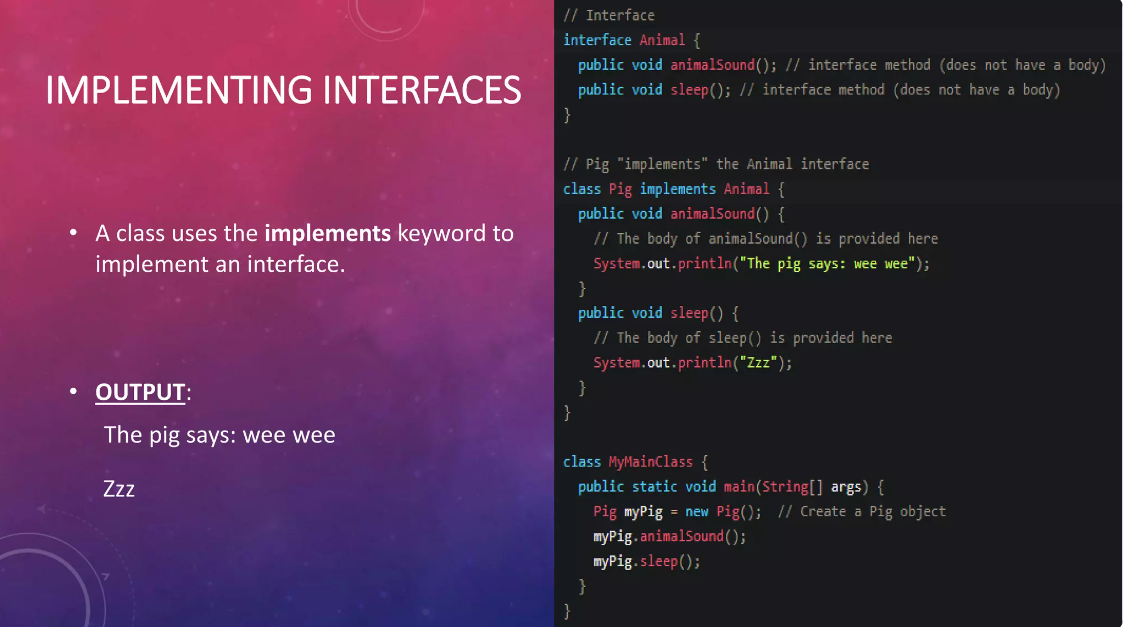 IMPLEMENTING INTERFACES
• A class uses the implements keyword to
implement an interface.
• OUTPUT:
The pig says: wee wee
Zzz
// Interface
interface Animal {
  public void animalSound(); // interface method (does not have a body)
  public void sleep(); // interface method (does not have a body)
}
// Pig "implements" the Animal interface
class Pig implements Animal {
  public void animalSound() {
    // The body of animalSound() is provided here
    System.out.println("The pig says: wee wee");
  }
  public void sleep() {
    // The body of sleep() is provided here
    System.out.println("Zzz");
  }
}
class MyMainClass {
  public static void main(String[] args) {
    Pig myPig = new Pig();  // Create a Pig object
    myPig.animalSound();
    myPig.sleep();
  }
}